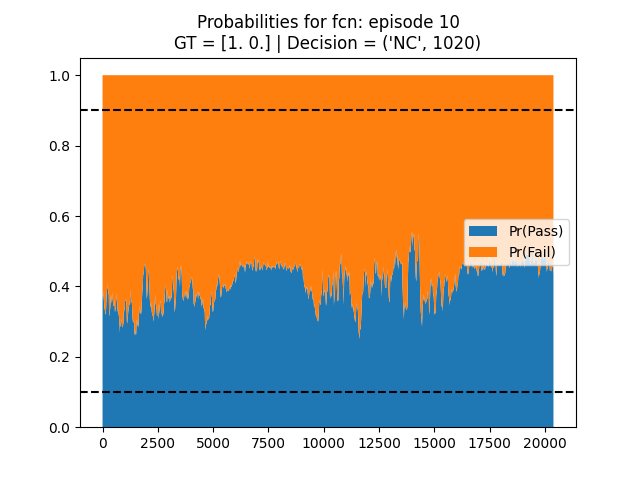 Probabilities for fcn: episode 10
GT = [1. 0.] | Decision = ('NC', 1020)
1.0
0.8
0.6
0.4
0.2
0.0
Pr(Pass)
Pr(Fail)
0 2500 5000 7500 10000 12500 15000 17500 20000